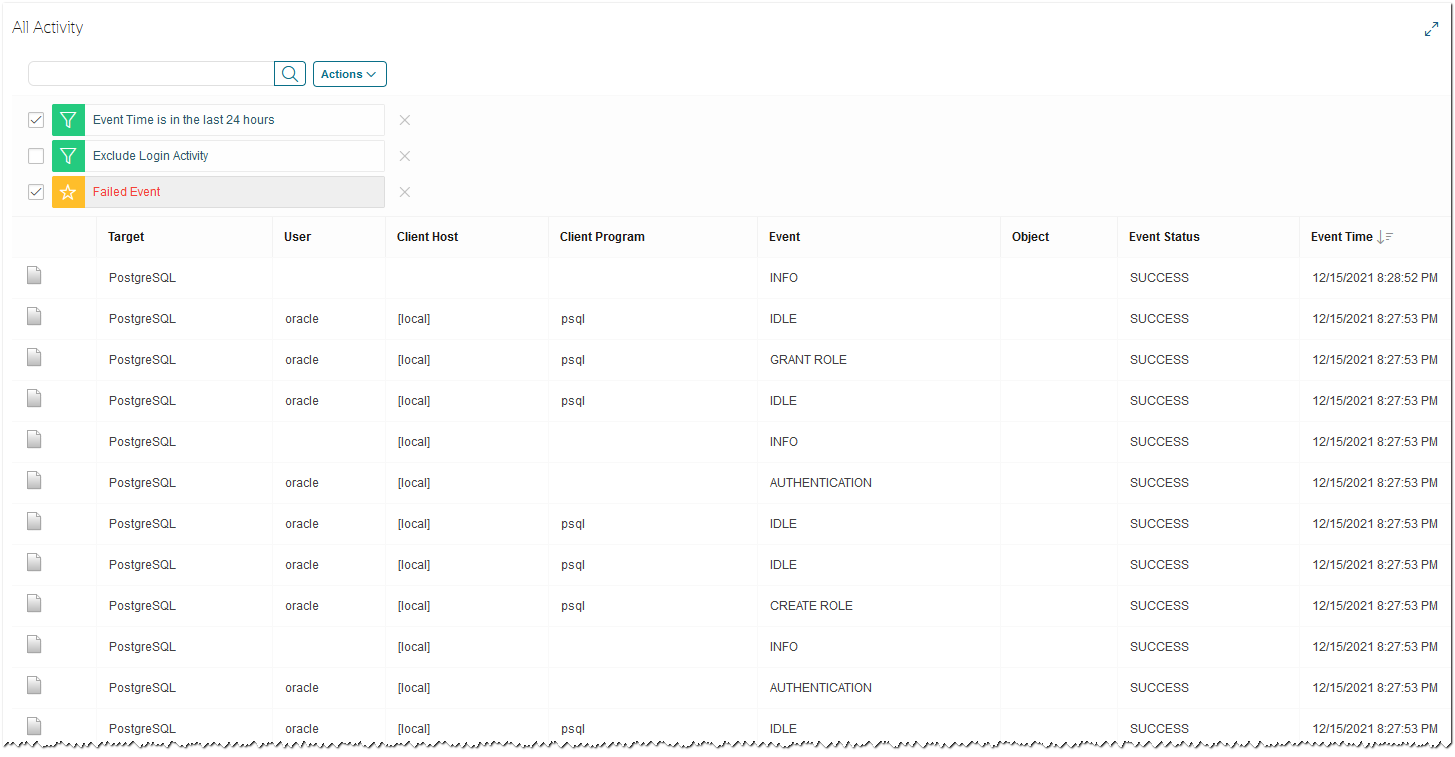 All Activity
Actions
Event Time is in the last 24 hours
Exclude Login Activity
Failed Event
Target User Client Host Client Program Event Object Event Status Event Time
PostgreSQL INFO SUCCESS 12/15/2021 8:28:52 PM
PostgreSQL oracle [local] psql IDLE SUCCESS 12/15/2021 8:27:53 PM
PostgreSQL oracle [local] psql GRANT ROLE SUCCESS 12/15/2021 8:27:53 PM
PostgreSQL oracle [local] psql IDLE SUCCESS 12/15/2021 8:27:53 PM
PostgreSQL [local] INFO SUCCESS 12/15/2021 8:27:53 PM
PostgreSQL oracle [local] AUTHENTICATION SUCCESS 12/15/2021 8:27:53 PM
PostgreSQL oracle [local] psql IDLE SUCCESS 12/15/2021 8:27:53 PM
PostgreSQL oracle [local] psql IDLE SUCCESS 12/15/2021 8:27:53 PM
PostgreSQL oracle [local] psql CREATE ROLE SUCCESS 12/15/2021 8:27:53 PM
PostgreSQL [local] INFO SUCCESS 12/15/2021 8:27:53 PM
PostgreSQL oracle [local] AUTHENTICATION SUCCESS 12/15/2021 8:27:53 PM
PostgreSQL oracle [local] psql IDLE SUCCESS 12/15/2021 8:27:53 PM